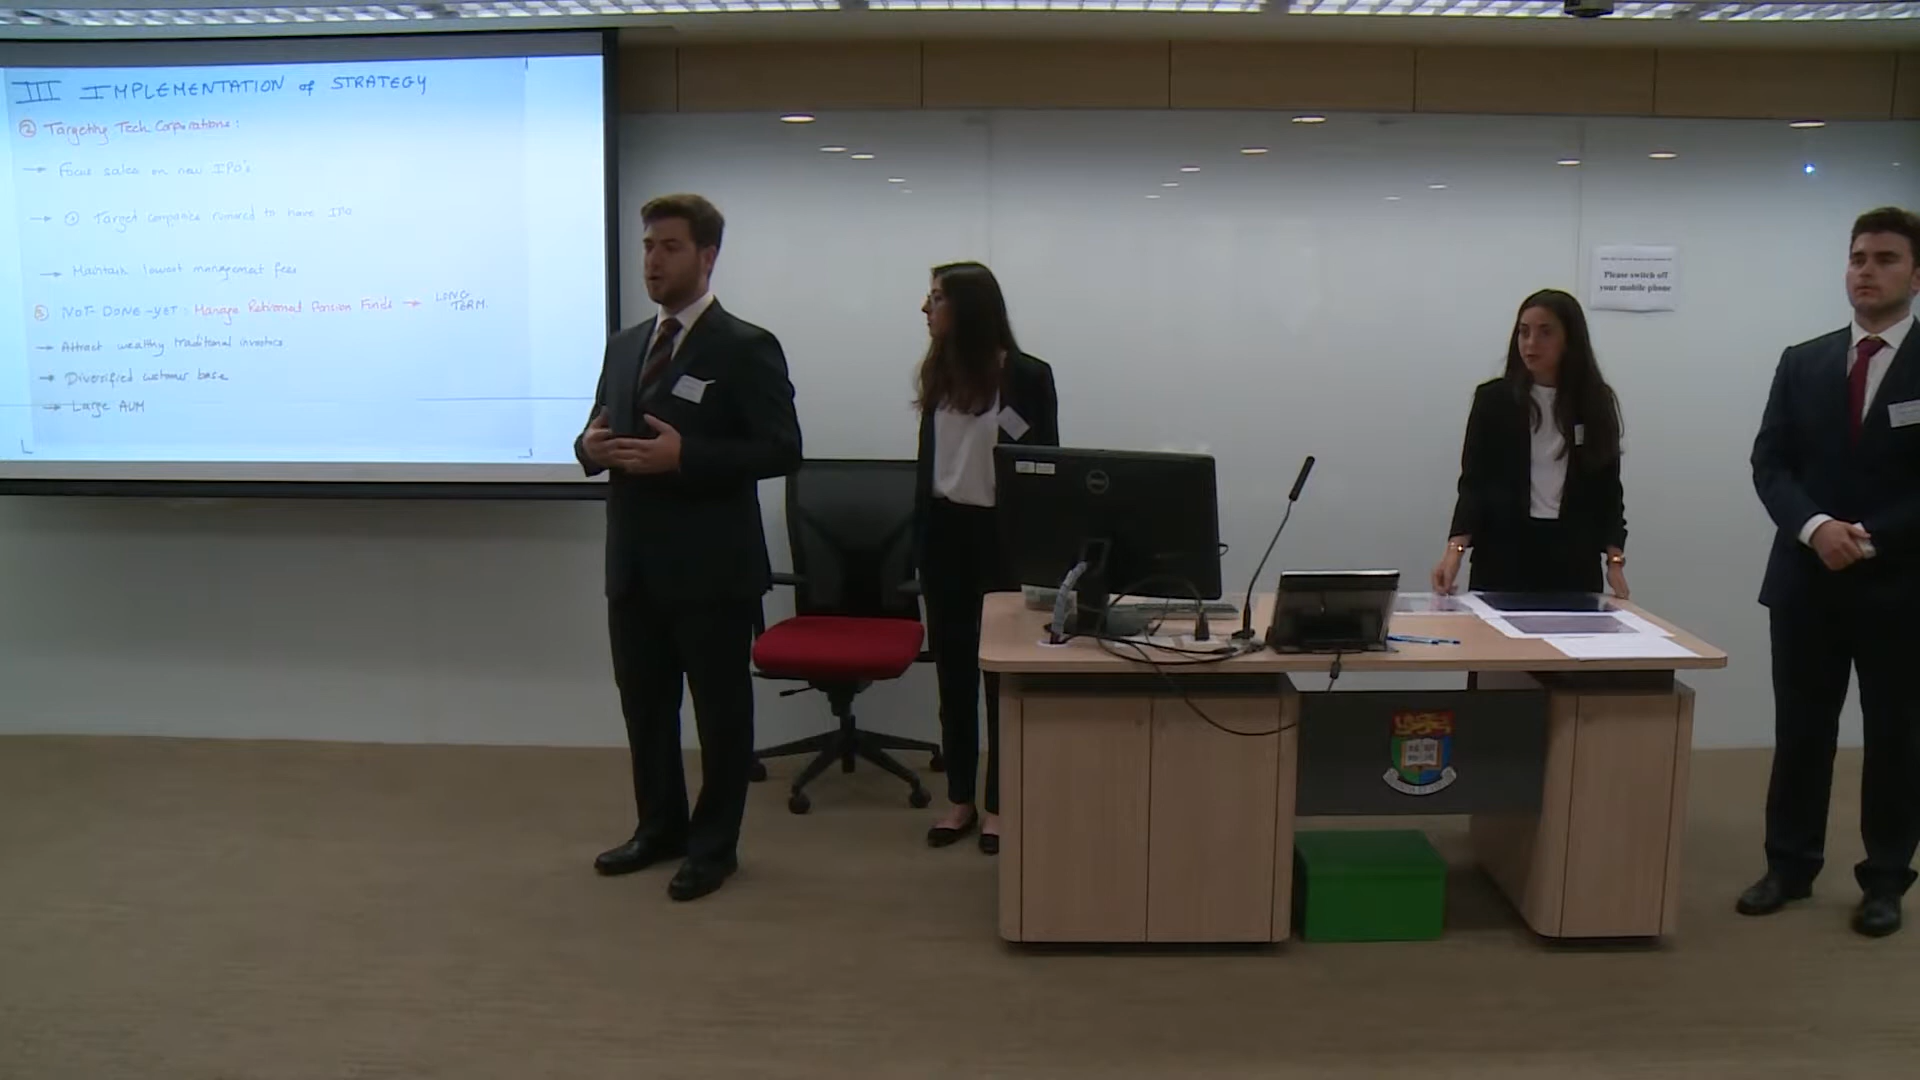 III IMPLEMENTATION of STRATEGY
② Targeting Tech Corporations:
→ Focus sales on new IPO's
→ Target companies rumored to have IPO
→ Maintain lowest management fees
③ NOT-DONE-YET: Manage Retirement Pension Funds → LONG TERM.
→ Attract wealthy traditional investors
→ Diversified customer base
→ Large AUM
Please switch off
your mobile phone
DELL